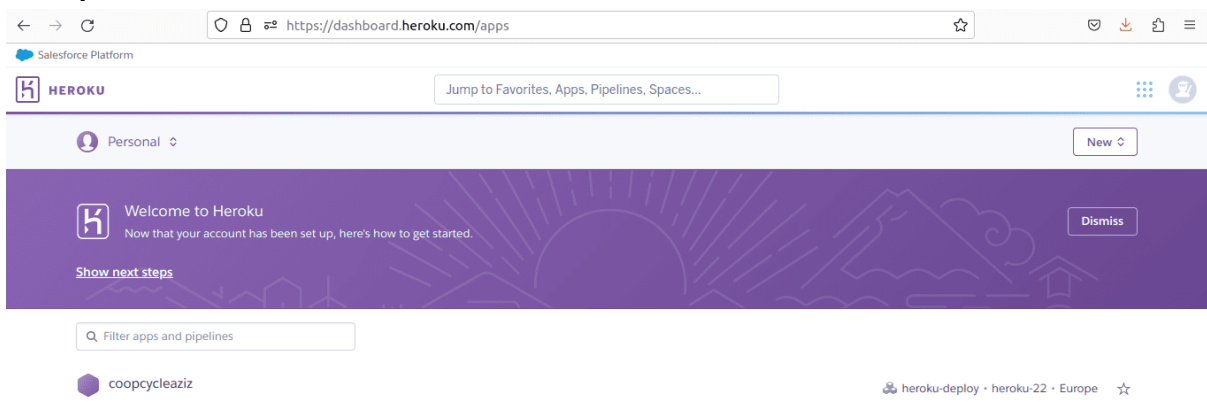 https://dashboard.heroku.com/apps
Salesforce Platform
HEROKU
Jump to Favorites, Apps, Pipelines, Spaces...
Personal
New
Welcome to Heroku
Now that your account has been set up, here's how to get started.
Dismiss
Show next steps
Filter apps and pipelines
coopcycleaziz
heroku-deploy • heroku-22 • Europe